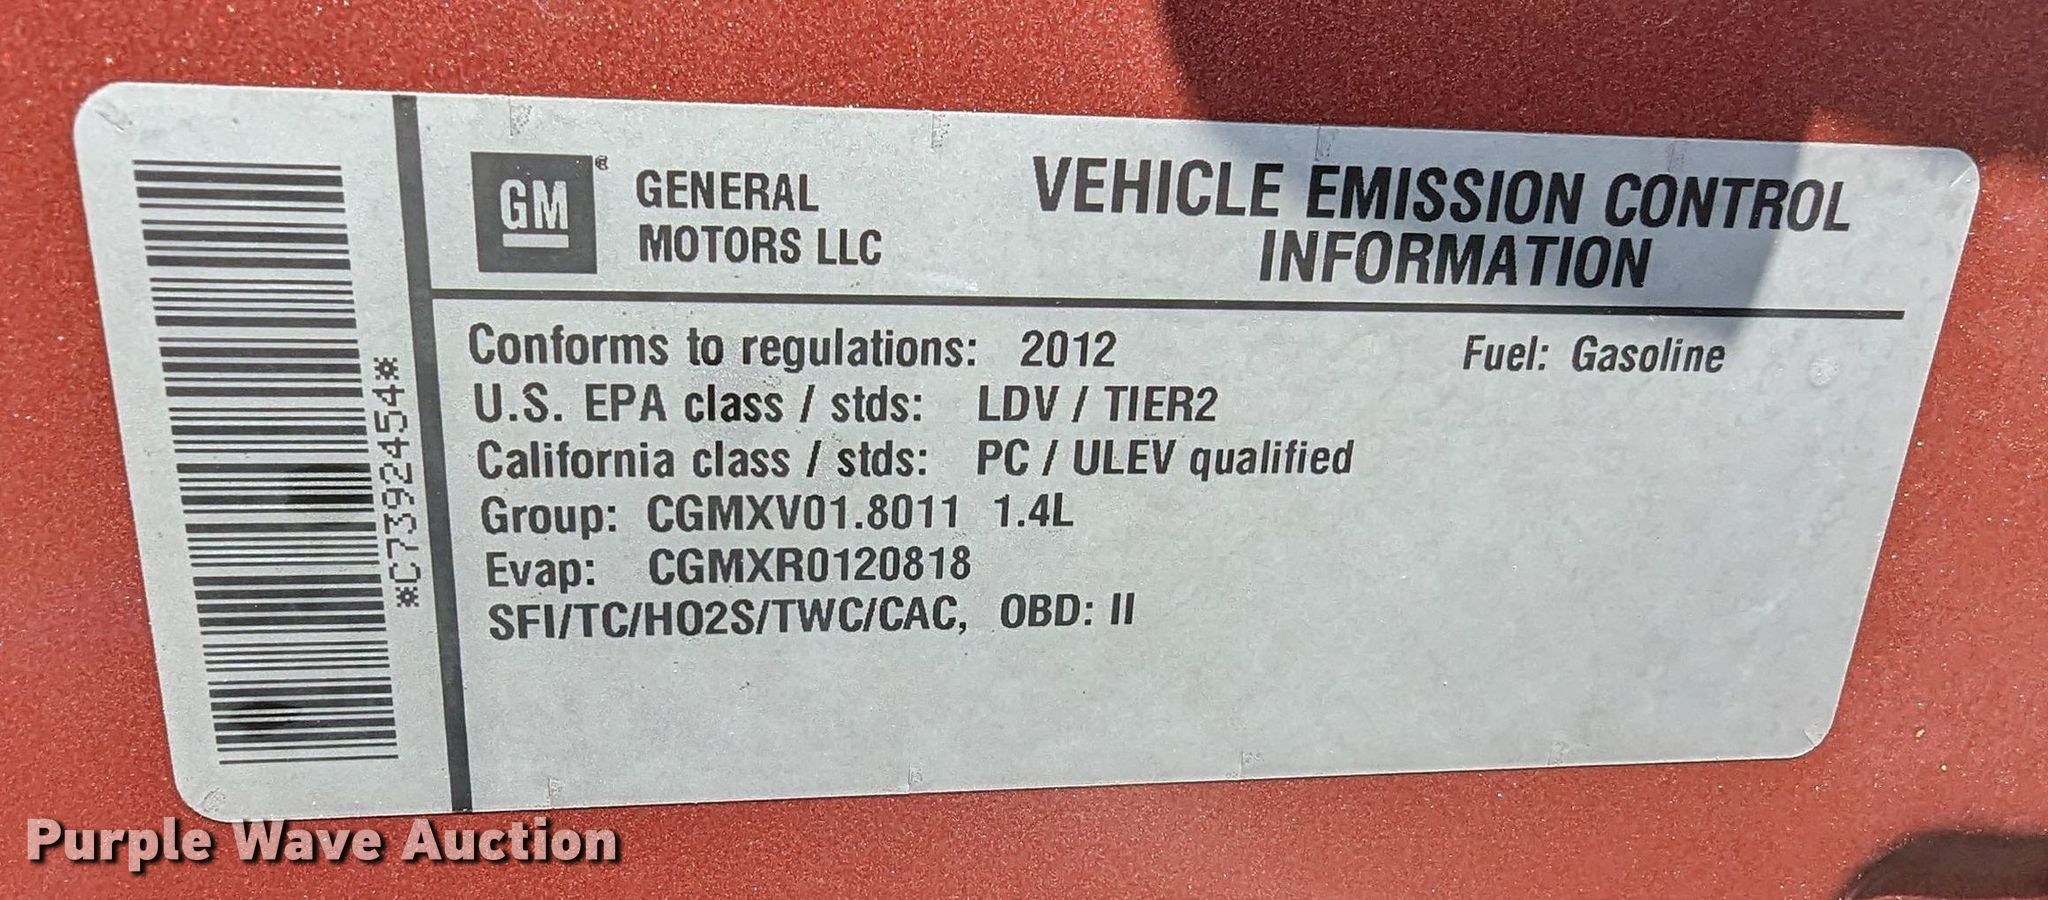 *C7392454*
GM®
GENERAL
MOTORS LLC
VEHICLE EMISSION CONTROL
INFORMATION
Conforms to regulations: 2012 Fuel: Gasoline
U.S. EPA class / stds: LDV / TIER2
California class / stds: PC / ULEV qualified
Group: CGMXV01.8011 1.4L
Evap: CGMXR0120818
SFI/TC/HO2S/TWC/CAC, OBD: II
Purple Wave Auction